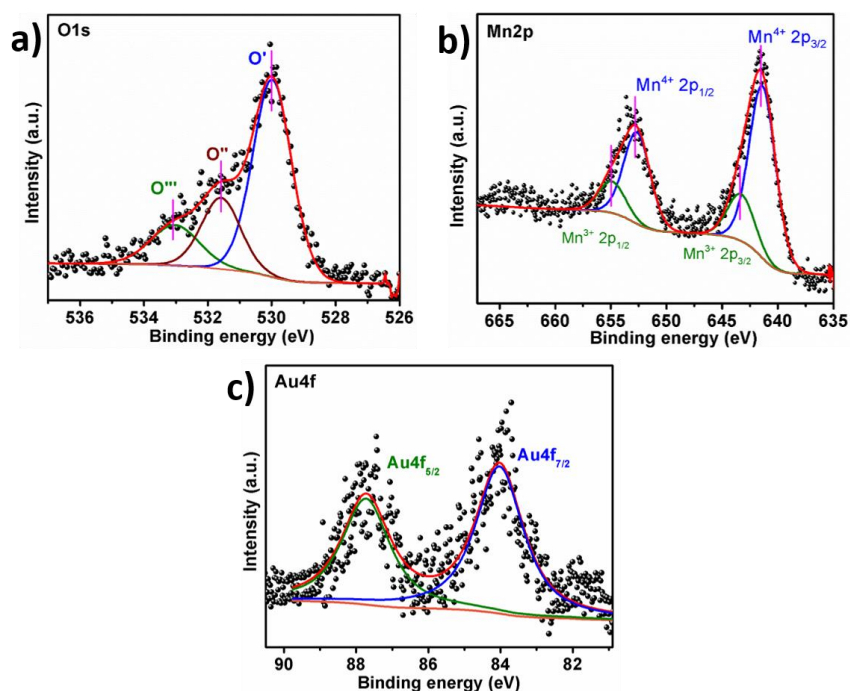 a)
O1s
O'
O''
O'''
Intensity (a.u.)
536 534 532 530 528 526
Binding energy (eV)
b)
Mn2p
Mn⁴⁺ 2p₃/₂
Mn⁴⁺ 2p₁/₂
Mn³⁺ 2p₁/₂
Mn³⁺ 2p₃/₂
Intensity (a.u.)
665 660 655 650 645 640 635
Binding energy (eV)
c)
Au4f
Au4f₅/₂
Au4f₇/₂
Intensity (a.u.)
90 88 86 84 82
Binding energy (eV)